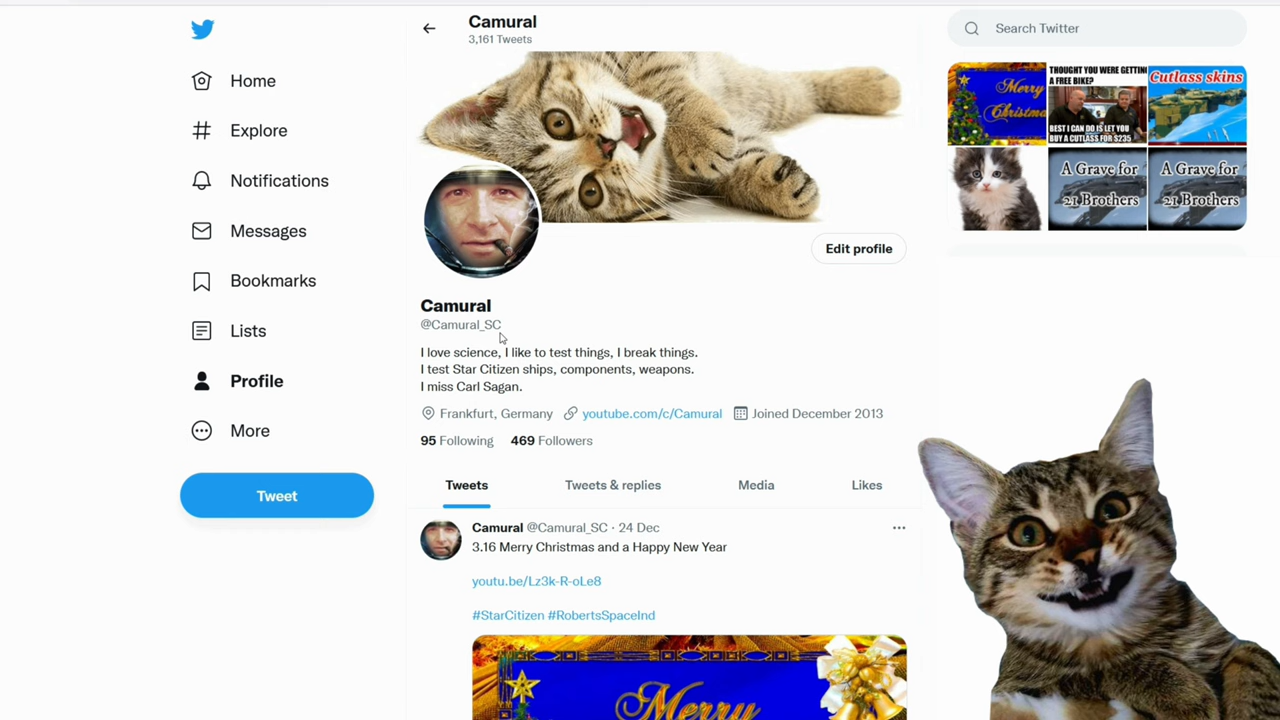 Camural
3,161 Tweets
Search Twitter
Home
Explore
Notifications
Messages
Bookmarks
Lists
Profile
More
Tweet
Merry
Christmas
THOUGHT YOU WERE GETTING
A FREE BIKE?
BEST I CAN DO IS LET YOU
BUY A CUTLASS FOR $235
Cutlass skins
A Grave for
21 Brothers
A Grave for
21 Brothers
Edit profile
Camural
@Camural_SC
I love science, I like to test things, I break things.
I test Star Citizen ships, components, weapons.
I miss Carl Sagan.
Frankfurt, Germany youtube.com/c/Camural Joined December 2013
95 Following 469 Followers
Tweets Tweets & replies Media Likes
Camural @Camural_SC · 24 Dec
3.16 Merry Christmas and a Happy New Year
youtu.be/Lz3k-R-oLe8
#StarCitizen #RobertsSpaceInd
Merry